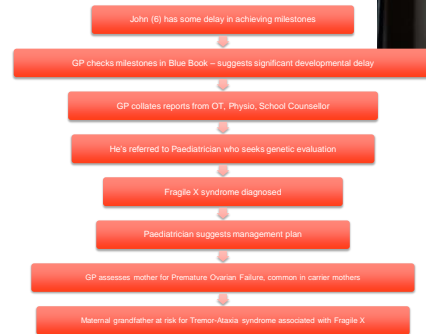 John (6) has some delay in achieving milestones
GP checks milestones in Blue Book – suggests significant developmental delay
GP collates reports from OT, Physio, School Counsellor
He's referred to Paediatrician who seeks genetic evaluation
Fragile X syndrome diagnosed
Paediatrician suggests management plan
GP assesses mother for Premature Ovarian Failure, common in carrier mothers
Maternal grandfather at risk for Tremor-Ataxia syndrome associated with Fragile X